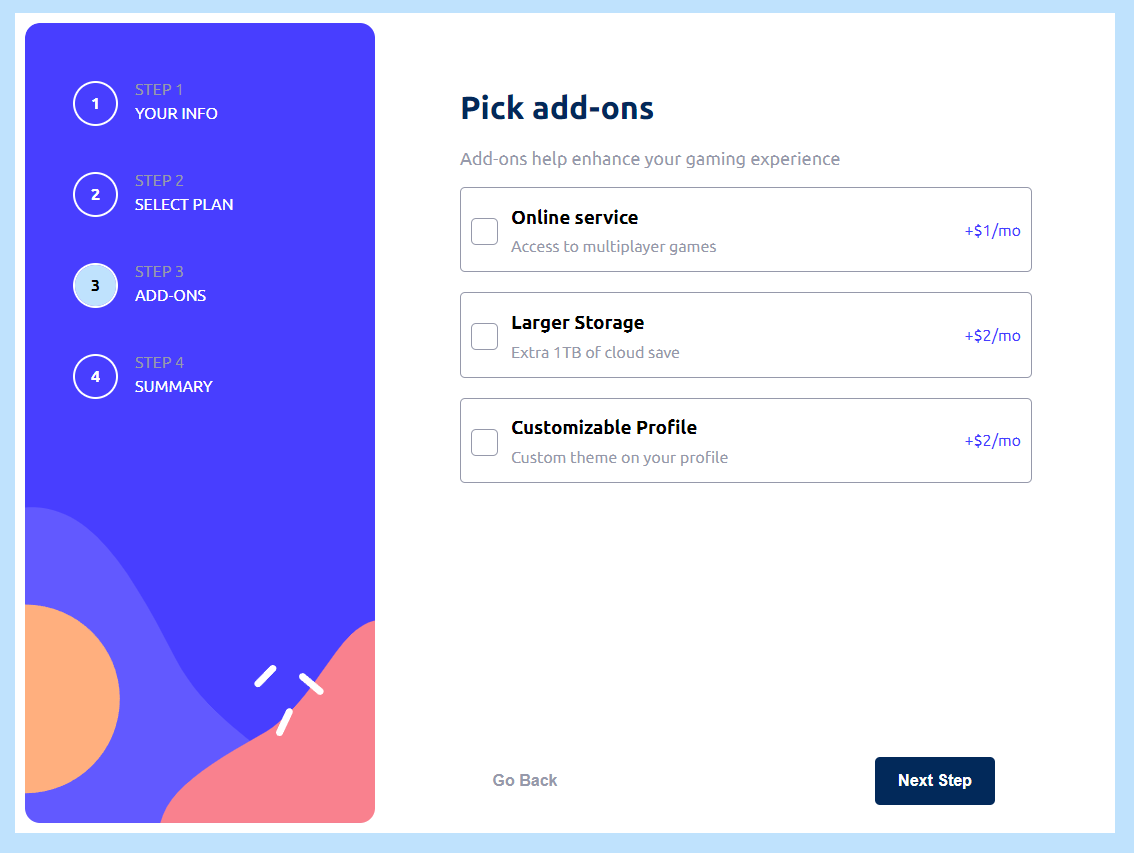 1
STEP 1
YOUR INFO
2
STEP 2
SELECT PLAN
3
STEP 3
ADD-ONS
4
STEP 4
SUMMARY
Pick add-ons
Add-ons help enhance your gaming experience
Online service
Access to multiplayer games
+$1/mo
Larger Storage
Extra 1TB of cloud save
+$2/mo
Customizable Profile
Custom theme on your profile
+$2/mo
Go Back
Next Step